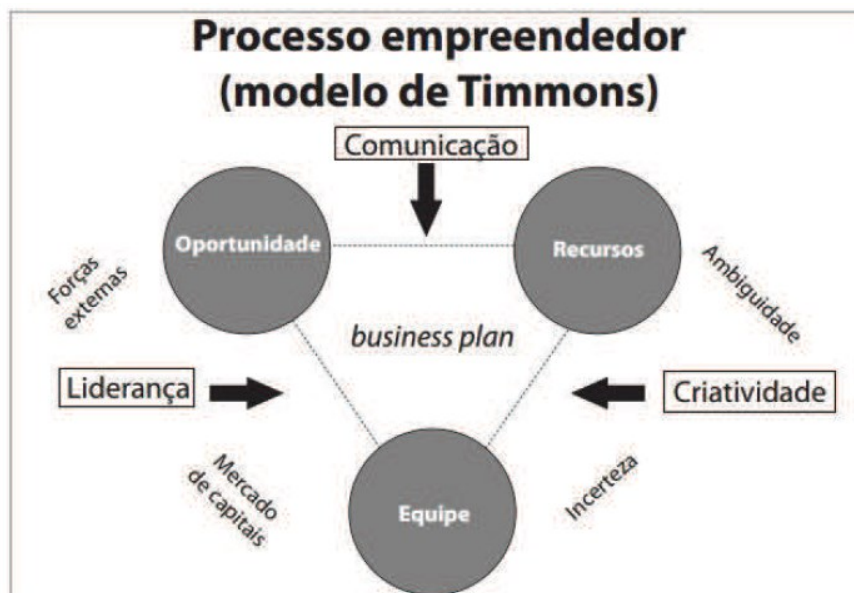 Processo empreendedor
(modelo de Timmons)
Comunicação
Oportunidade
Recursos
Forças
externas
Ambiguidade
business plan
Liderança
Criatividade
Mercado
de capitais
Incerteza
Equipe